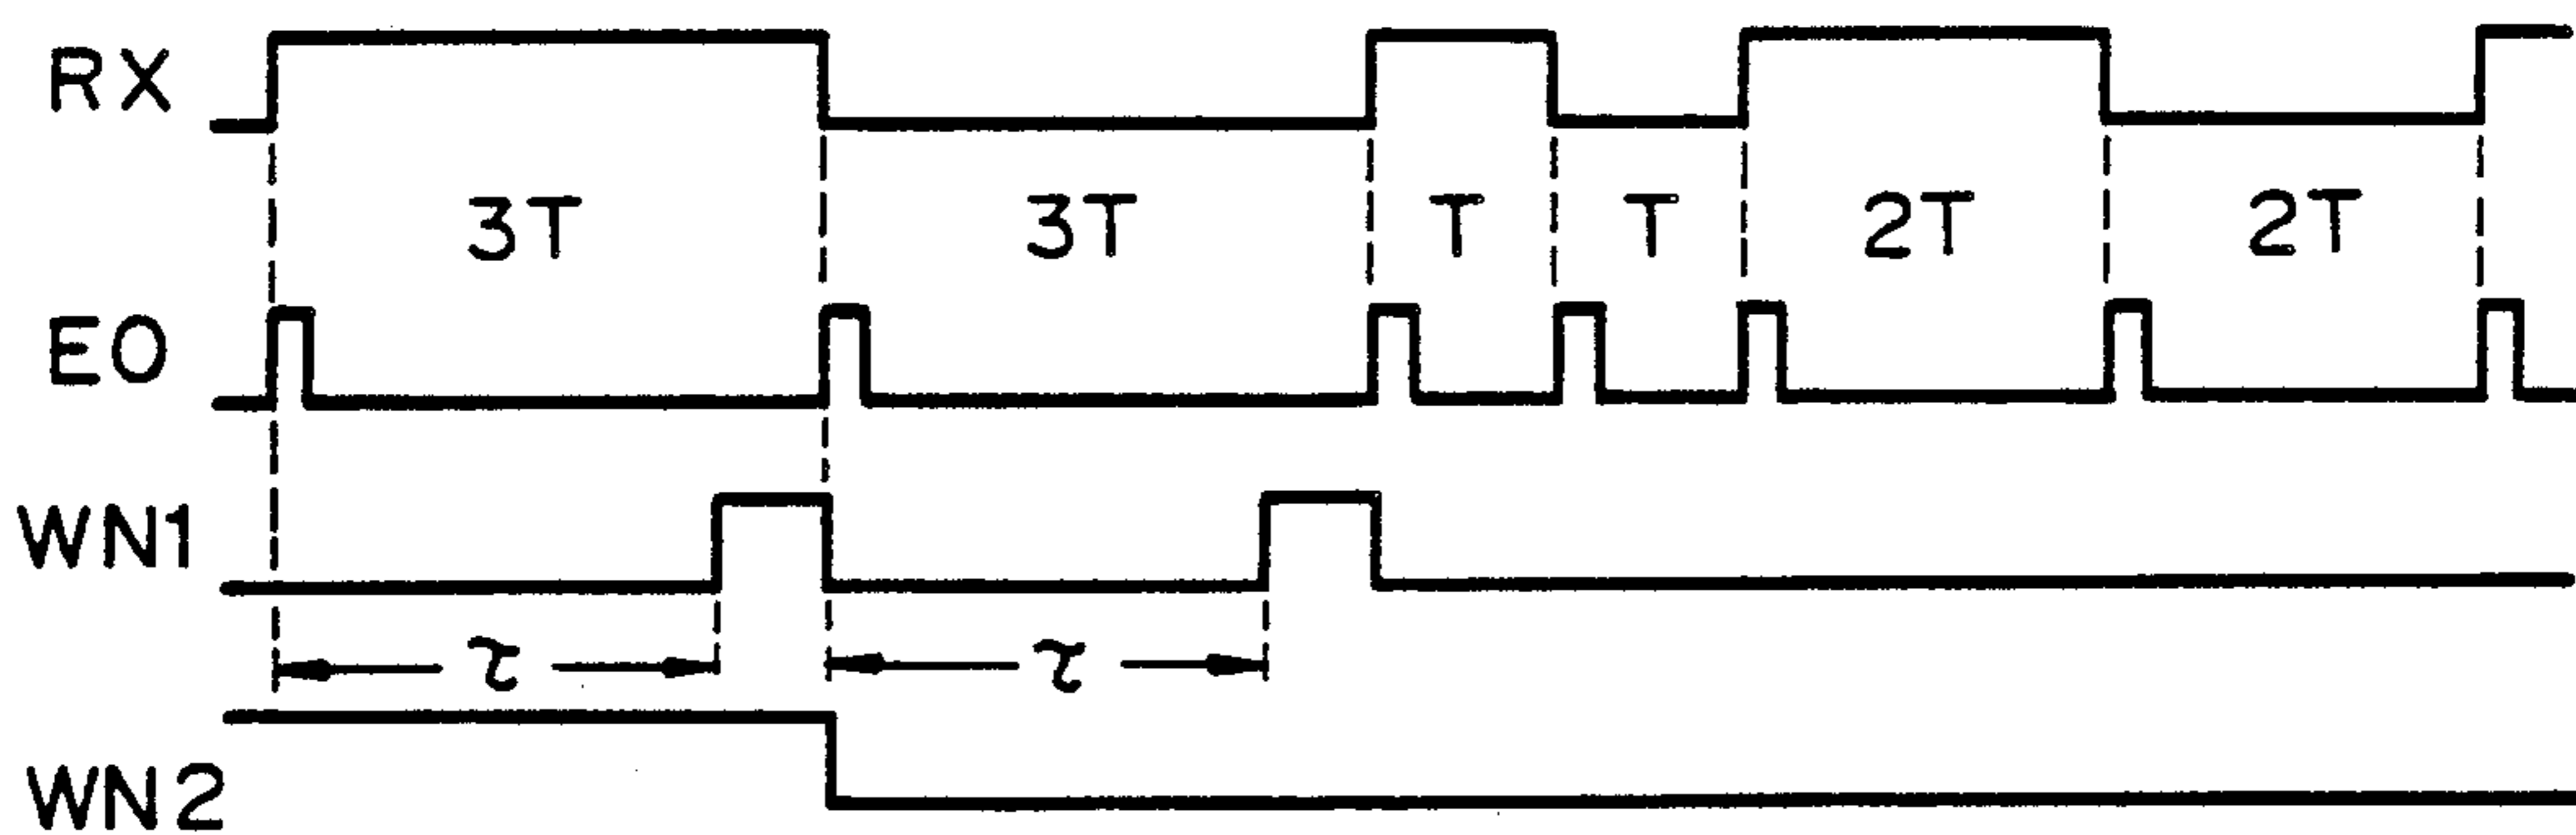 RX
3T 3T T T 2T 2T
EO
WN1
τ τ
WN2